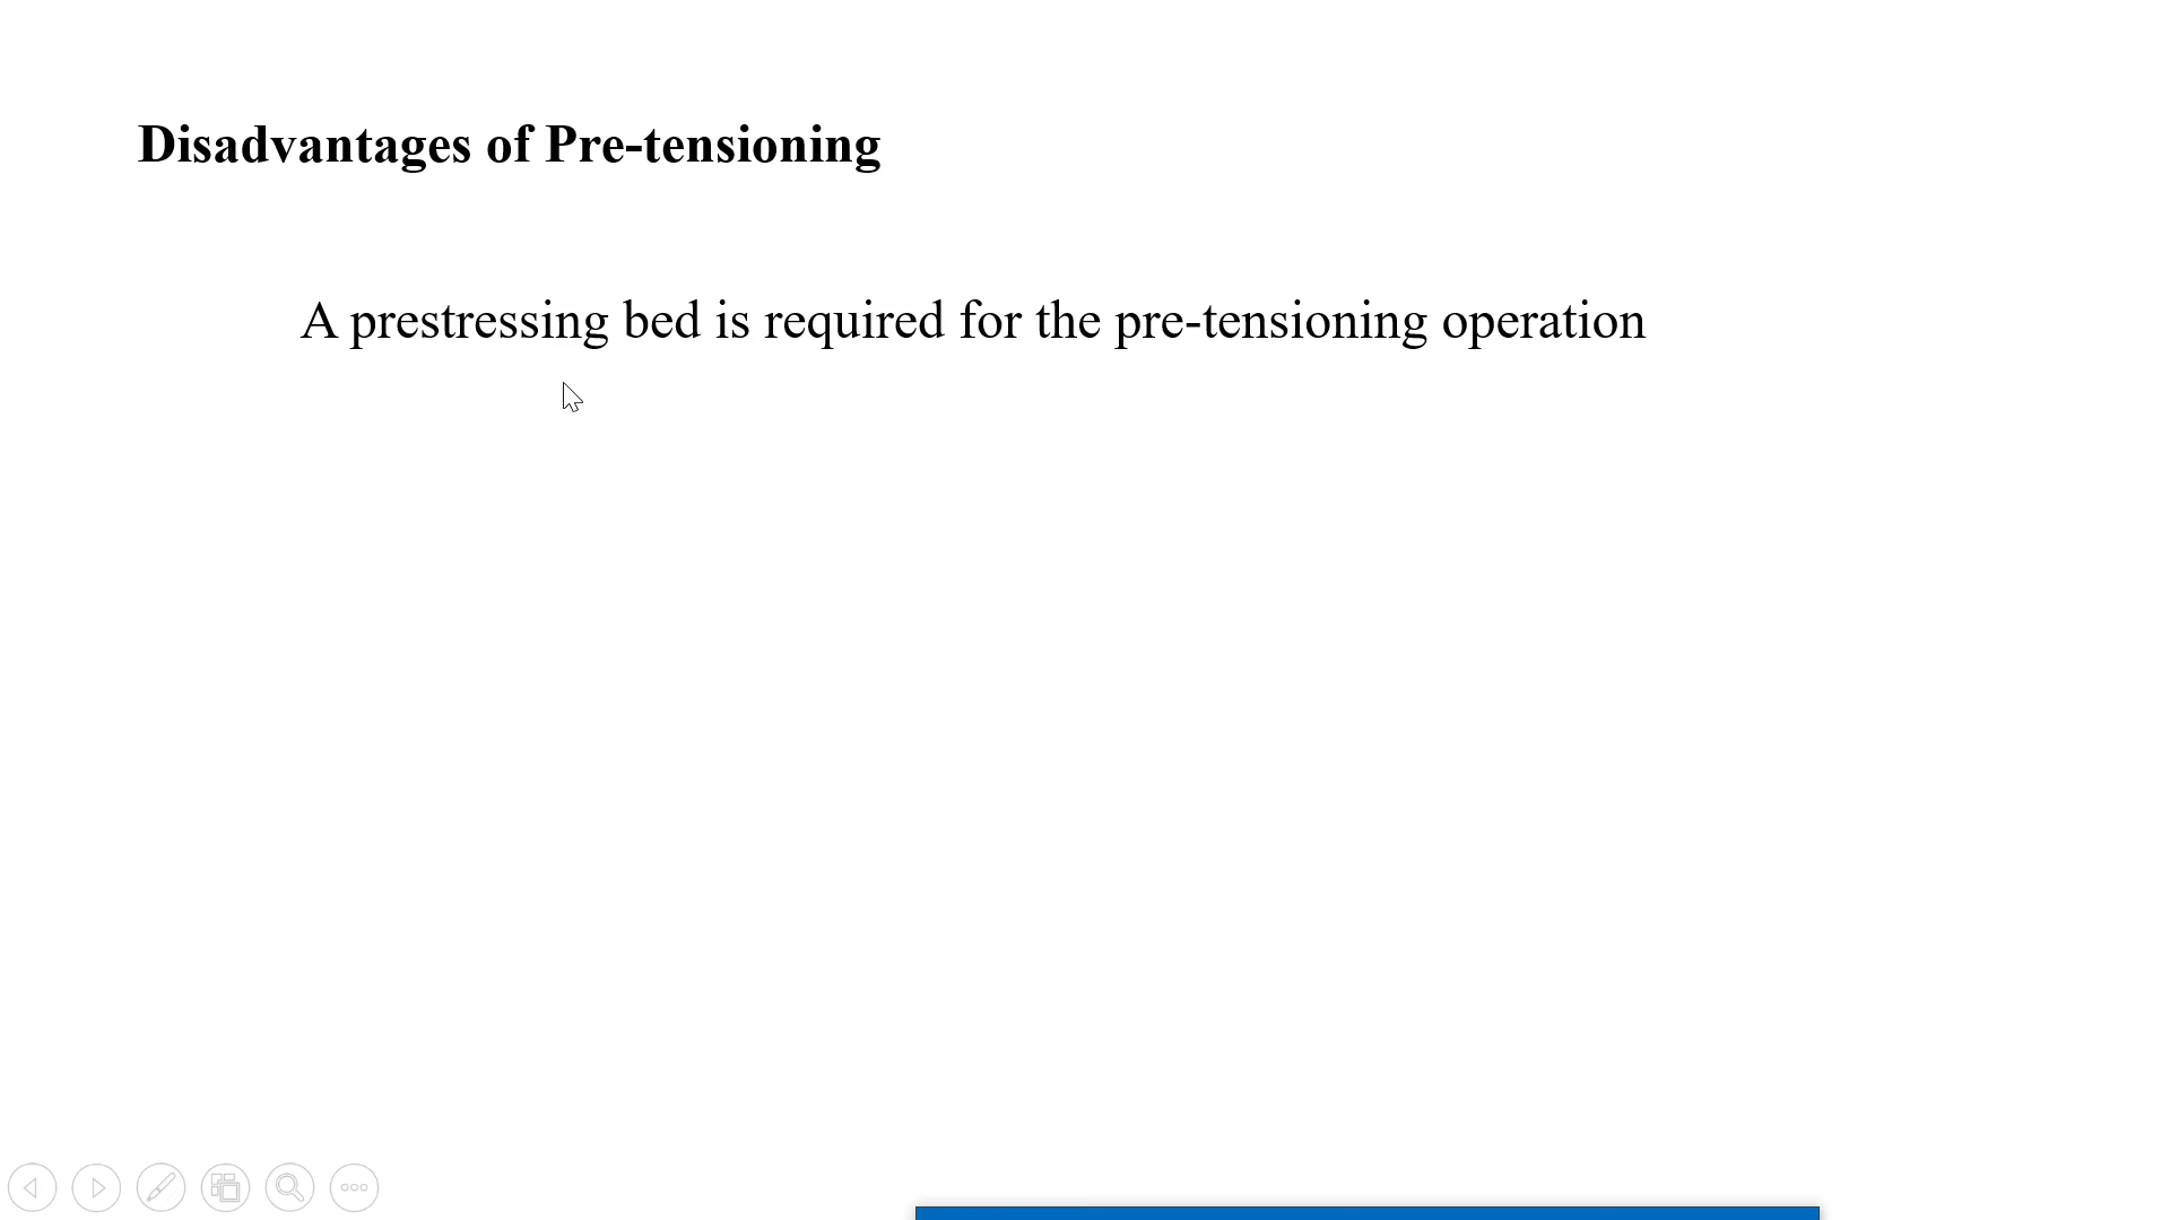 Disadvantages of Pre-tensioning
A prestressing bed is required for the pre-tensioning operation